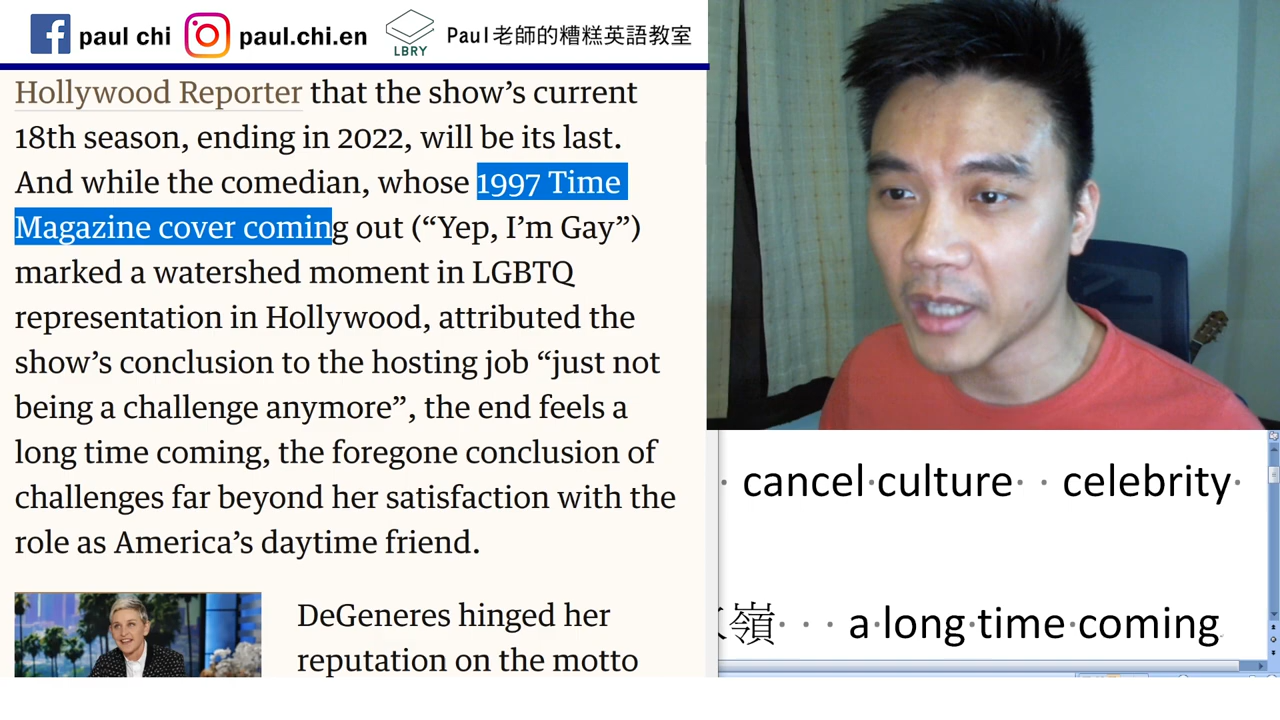 paul chi paul.chi.en LBRY Paul老師的糟糕英語教室
Hollywood Reporter that the show’s current
18th season, ending in 2022, will be its last.
And while the comedian, whose 1997 Time
Magazine cover coming out (“Yep, I’m Gay”)
marked a watershed moment in LGBTQ
representation in Hollywood, attributed the
show’s conclusion to the hosting job “just not
being a challenge anymore”, the end feels a
long time coming, the foregone conclusion of
challenges far beyond her satisfaction with the
role as America’s daytime friend.
DeGeneres hinged her
reputation on the motto
cancel culture celebrity
嶺 a long time coming